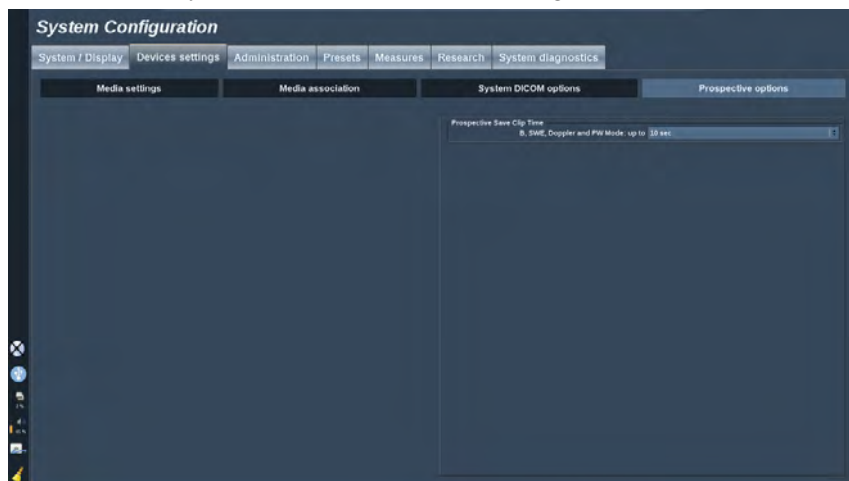 System Configuration
System / Display Devices settings Administration Presets Measures Research System diagnostics
Media settings Media association System DICOM options Prospective options
Prospective Save Clip Time
B, SWE, Doppler and PW Mode: up to 10 sec